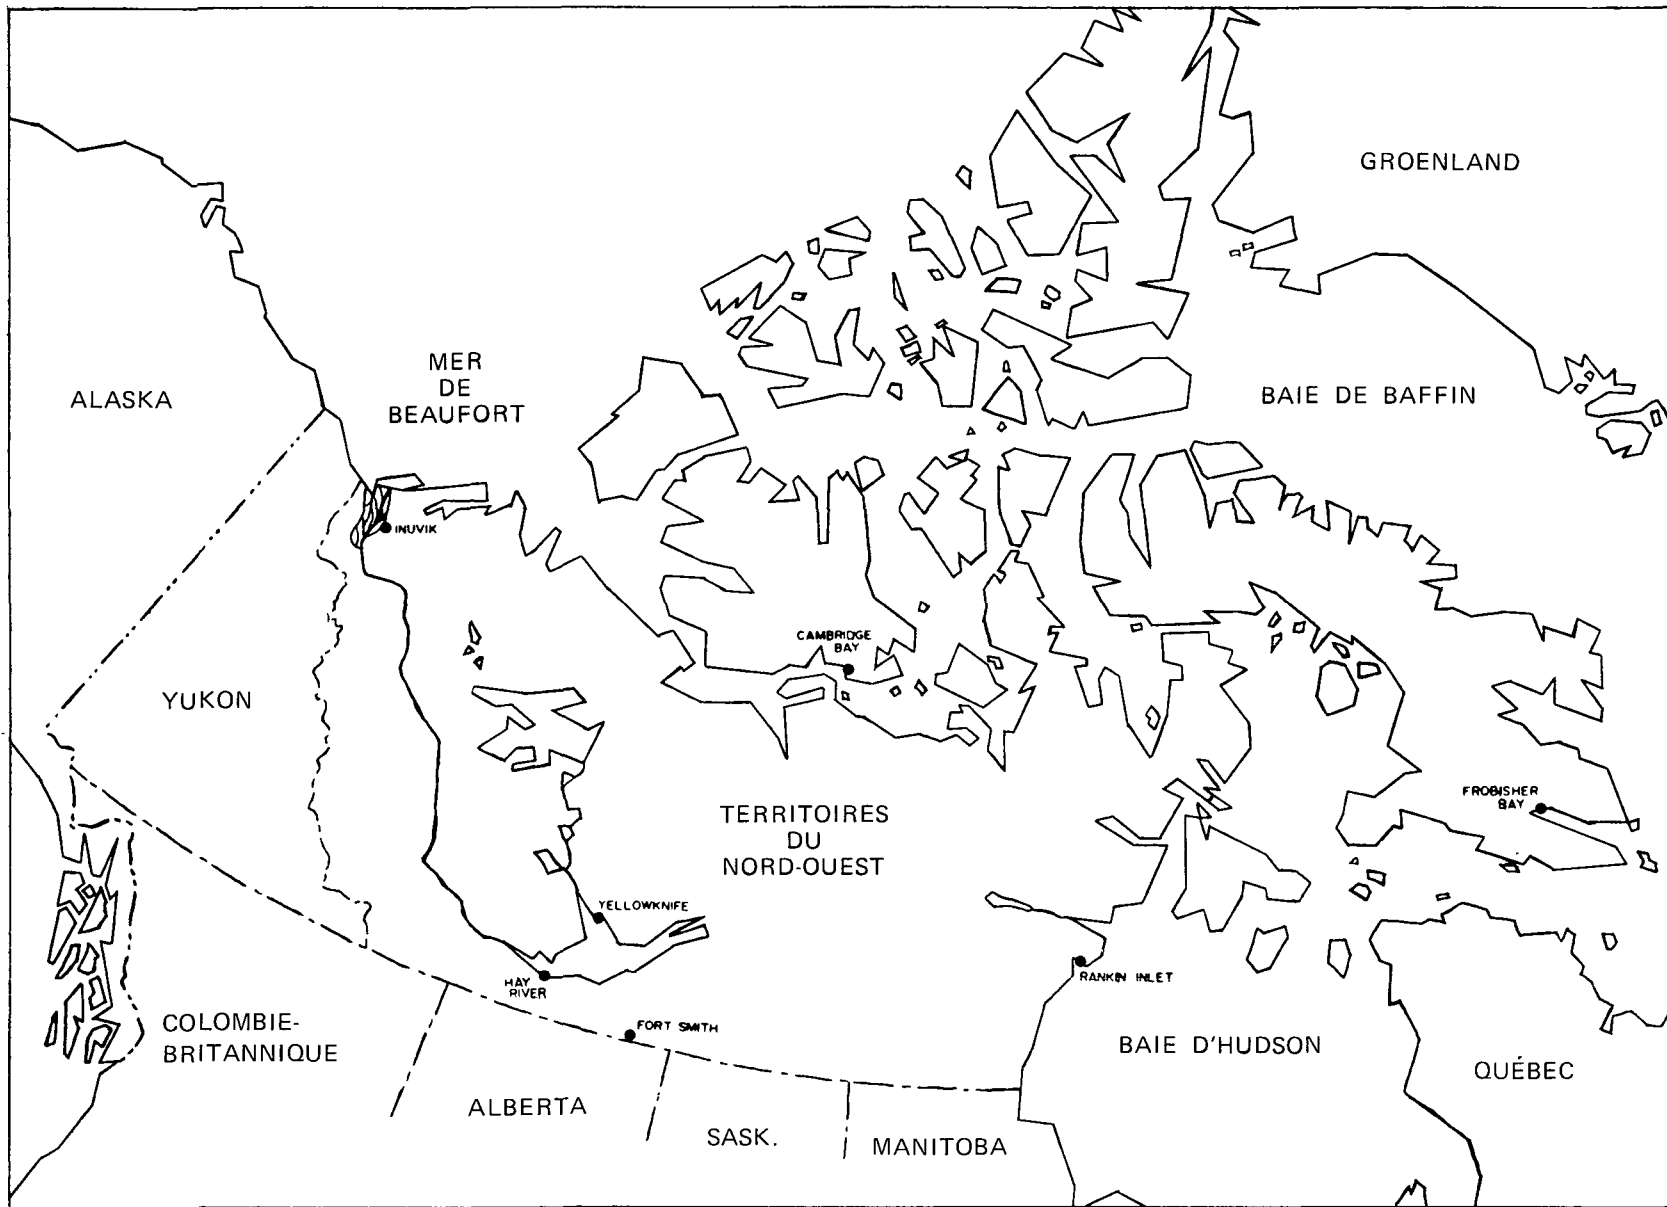 GROENLAND
MER
DE
BEAUFORT
ALASKA
BAIE DE BAFFIN
INUVIK
CAMBRIDGE
BAY
YUKON
FROBISHER
BAY
TERRITOIRES
DU
NORD-OUEST
YELLOWKNIFE
HAY
RIVER
RANKIN INLET
FORT SMITH
COLOMBIE-
BRITANNIQUE
BAIE D'HUDSON
QUÉBEC
ALBERTA
SASK.
MANITOBA